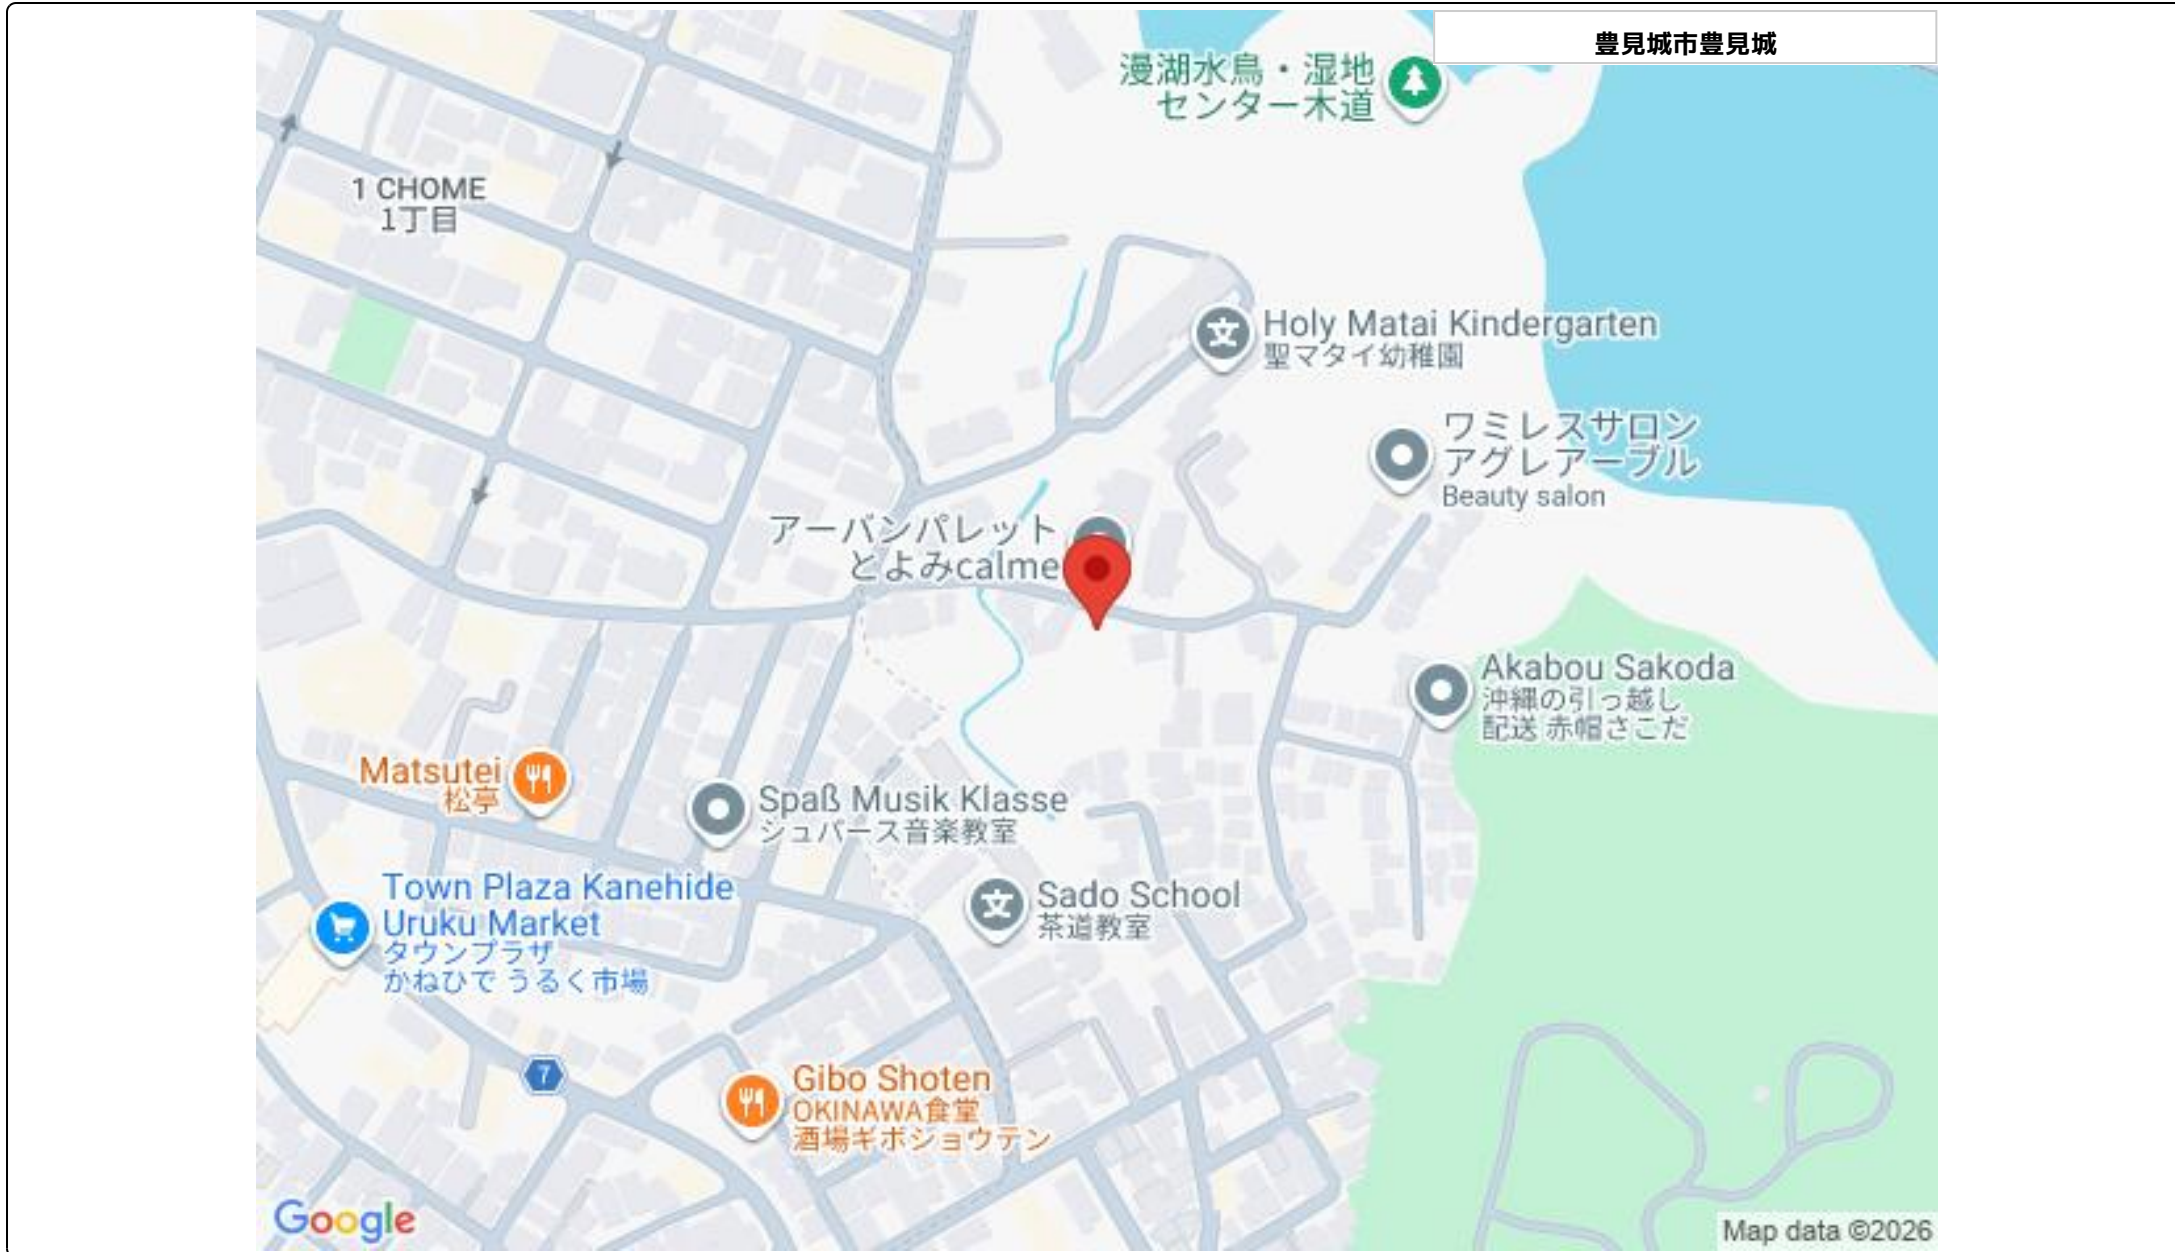 豊見城市豊見城
漫湖水鳥・湿地
センター木道
1 CHOME
1丁目
Holy Matai Kindergarten
聖マタイ幼稚園
ワミレスサロン
アグレアーブル
Beauty salon
アーバンパレット
とよみcalme
Akabou Sakoda
沖縄の引っ越し
配送 赤帽さこだ
Matsutei
松亭
Spaß Musik Klasse
シュパース音楽教室
Town Plaza Kanehide
Uruku Market
タウンプラザ
かねひで うるく市場
Sado School
茶道教室
7
Gibo Shoten
OKINAWA食堂
酒場ギボショウテン
Google
Map data ©2026